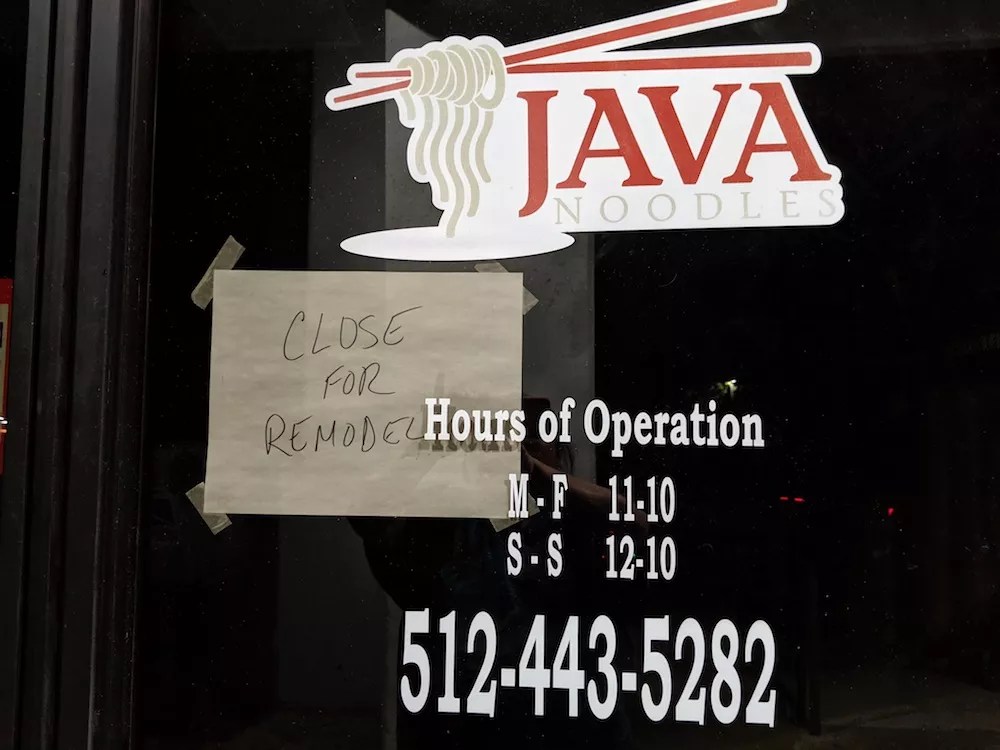 JAVA
NOODLES
CLOSE
FOR
REMODEL
Hours of Operation
M - F 11-10
S - S 12-10
512-443-5282